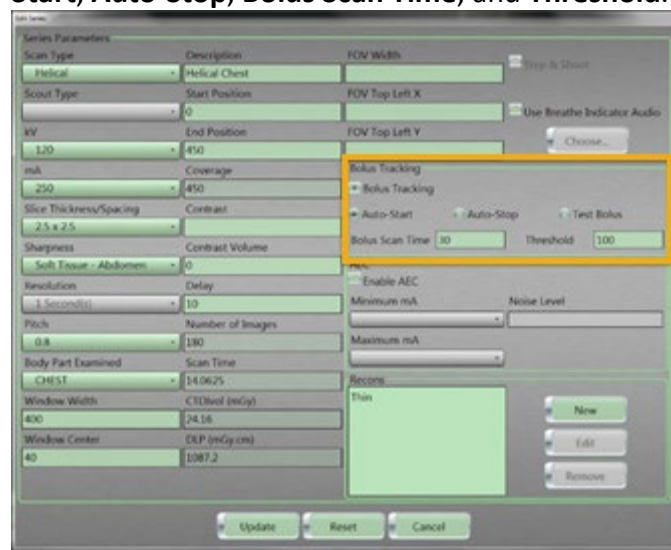 Start, Auto-Stop, Bolus Scan Time, and Threshold.
Edit Series
Series Parameters
Scan Type
Helical
Scout Type
kV
120
mA
250
Slice Thickness/Spacing
2.5 x 2.5
Sharpness
Soft Tissue - Abdomen
Resolution
1 Second(s)
Pitch
0.8
Body Part Examined
CHEST
Window Width
400
Window Center
40
Description
Helical Chest
Start Position
0
End Position
450
Coverage
450
Contrast
Contrast Volume
0
Delay
10
Number of Images
180
Scan Time
14.0625
CTDIvol (mGy)
24.16
DLP (mGy.cm)
1087.2
FOV Width
FOV Top Left X
FOV Top Left Y
Stop & Shoot
Use Breathe Indicator Audio
Choose...
Bolus Tracking
Bolus Tracking
Auto-Start Auto-Stop Test Bolus
Bolus Scan Time 30 Threshold 100
AEC
Enable AEC
Minimum mA
Noise Level
Maximum mA
Recons
Thin
New
Edit
Remove
Update Reset Cancel